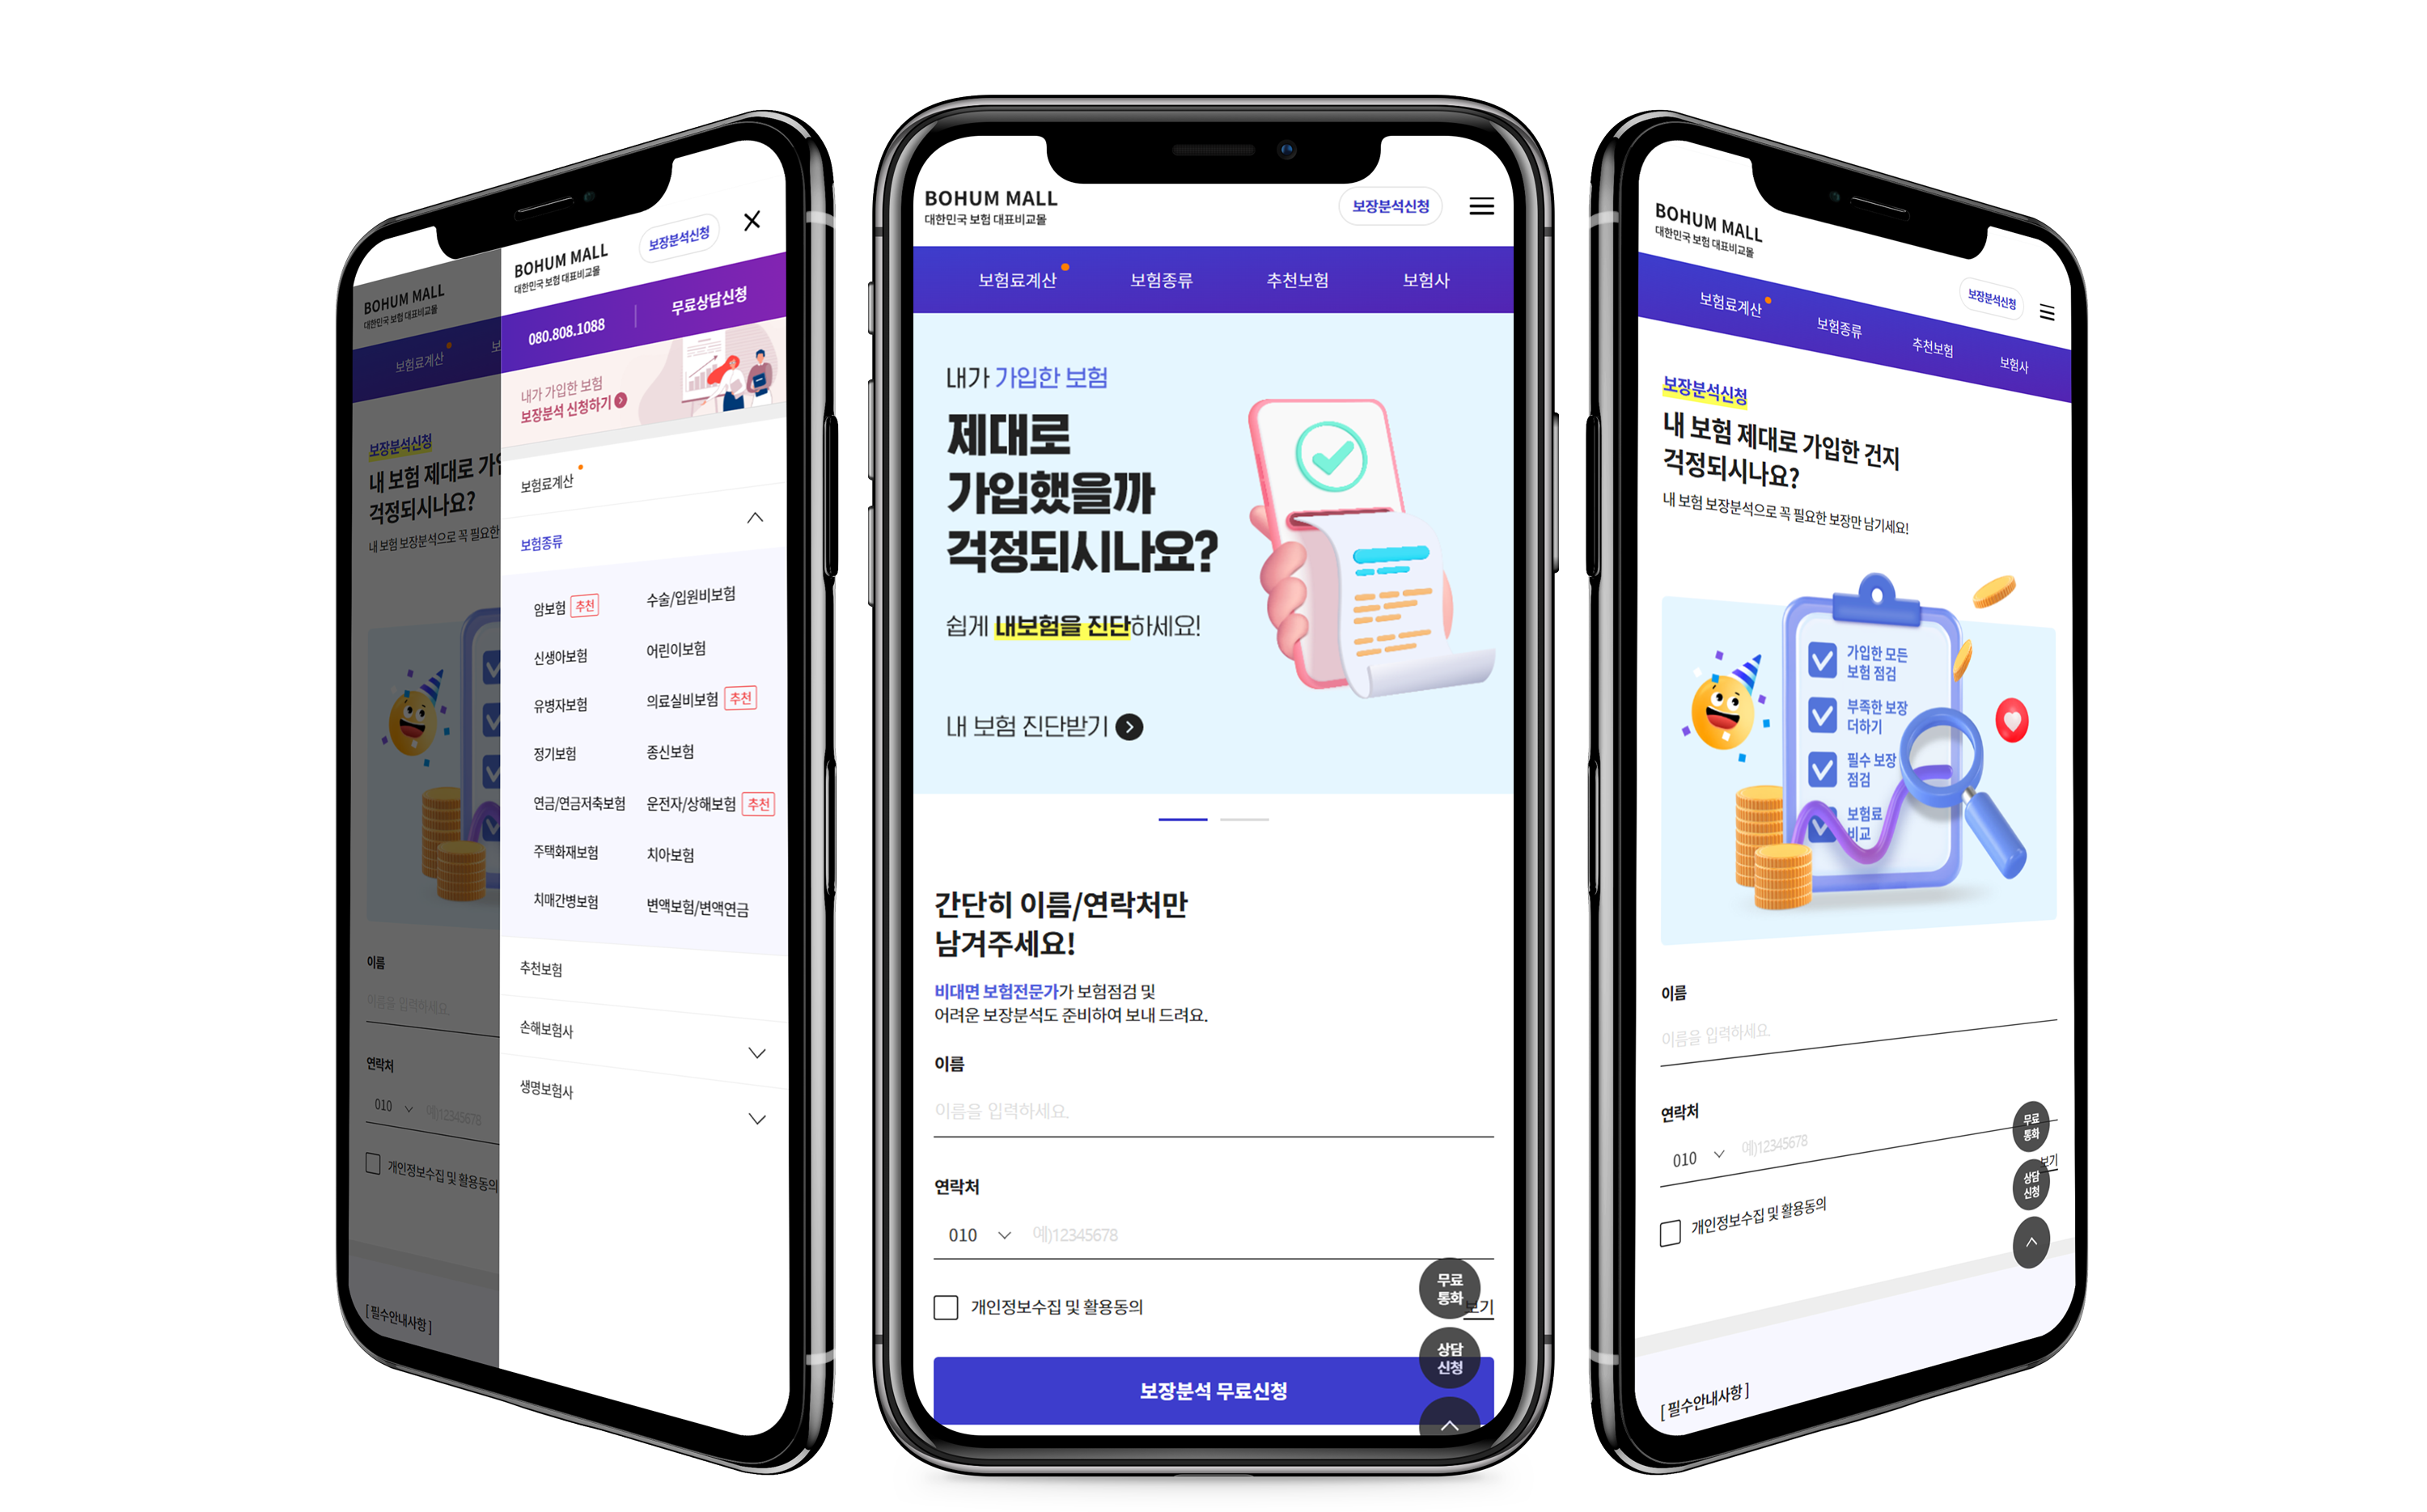 BOHUM MALL
대한민국 보험 대표비교몰
보험료계산
보
보장분석신청
내 보험 제대로 가입
걱정되시나요?
내 보험 보장분석으로 꼭 필요한
이름
이름을 입력하세요.
연락처
010
예)12345678
개인정보수집 및 활용동의
[ 필수안내사항 ]
BOHUM MALL
대한민국 보험 대표비교몰
보장분석신청
080.808.1088
무료상담신청
내가 가입한 보험
보장분석 신청하기
보험료계산
보험종류
암보험 추천
수술/입원비보험
신생아보험
어린이보험
유병자보험
의료실비보험 추천
정기보험
종신보험
연금/연금저축보험
운전자/상해보험 추천
주택화재보험
치아보험
치매간병보험
변액보험/변액연금
추천보험
손해보험사
생명보험사
BOHUM MALL
대한민국 보험 대표비교몰
보장분석신청
보험료계산
보험종류
추천보험
보험사
내가 가입한 보험
제대로
가입했을까
걱정되시나요?
쉽게 내보험을 진단하세요!
내 보험 진단받기
간단히 이름/연락처만
남겨주세요!
비대면 보험전문가가 보험점검 및
어려운 보장분석도 준비하여 보내 드려요.
이름
이름을 입력하세요.
연락처
010
예)12345678
개인정보수집 및 활용동의
보기
무료
통화
상담
신청
보장분석 무료신청
BOHUM MALL
대한민국 보험 대표비교몰
보장분석신청
보험료계산
보험종류
추천보험
보험사
보장분석신청
내 보험 제대로 가입한 건지
걱정되시나요?
내 보험 보장분석으로 꼭 필요한 보장만 남기세요!
가입한 모든
보험 점검
부족한 보장
더하기
필수 보장
점검
보험료
비교
이름
이름을 입력하세요.
연락처
010
예)12345678
개인정보수집 및 활용동의
보기
무료
통화
상담
신청
[ 필수안내사항 ]